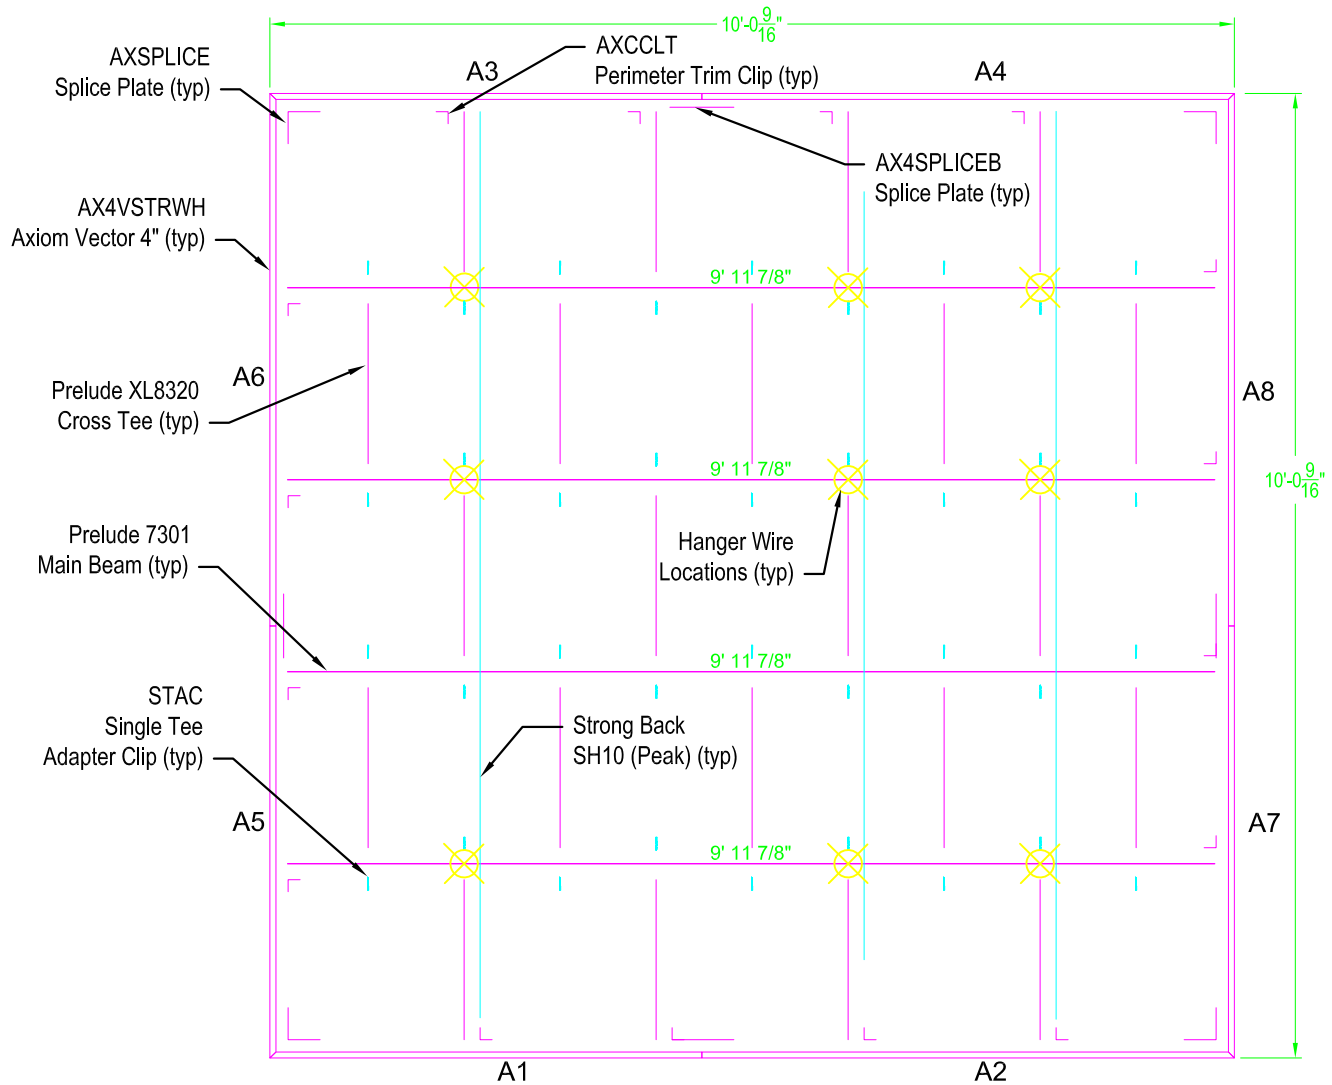 10'-0 9/16"
AXSPLICE
Splice Plate (typ)
A3
AXCCLT
Perimeter Trim Clip (typ)
A4
AX4SPLICEB
Splice Plate (typ)
AX4VSTRWH
Axiom Vector 4" (typ)
9' 11 7/8"
A6
Prelude XL8320
Cross Tee (typ)
A8
9' 11 7/8"
10'-0 9/16"
Prelude 7301
Main Beam (typ)
Hanger Wire
Locations (typ)
9' 11 7/8"
STAC
Single Tee
Adapter Clip (typ)
Strong Back
SH10 (Peak) (typ)
A5
A7
9' 11 7/8"
A1
A2